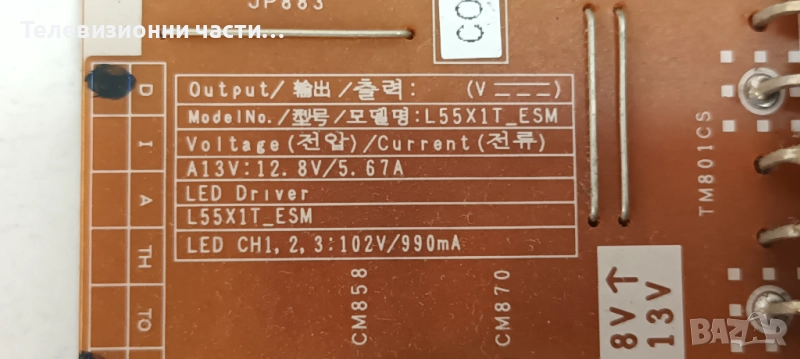 JP883
Телевизионни части...
CO
Output/輸出/출력: (V)
ModelNo./型号/모델명:L55X1T_ESM
Voltage(전압)/Current(전류)
A13V:12.8V/5.67A
LED Driver
L55X1T_ESM
LED CH1,2,3:102V/990mA
D
I
A
TH
TO
CM858
CM870
8V↑
13V
TM801CS
BAZAR